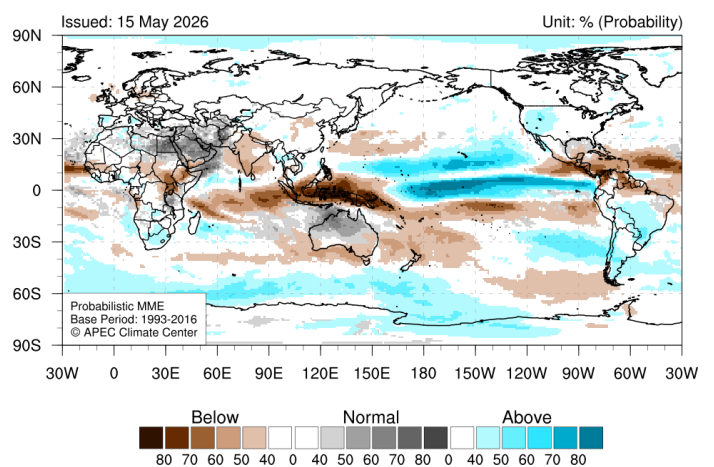 Issued: 15 May 2026 Unit: % (Probability)
90N
60N
30N
0
30S
60S
90S
Probabilistic MME
Base Period: 1993-2016
© APEC Climate Center
30W 0 30E 60E 90E 120E 150E 180 150W 120W 90W 60W 30W
Below Normal Above
80 70 60 50 40 0 40 50 60 70 80 0 40 50 60 70 80